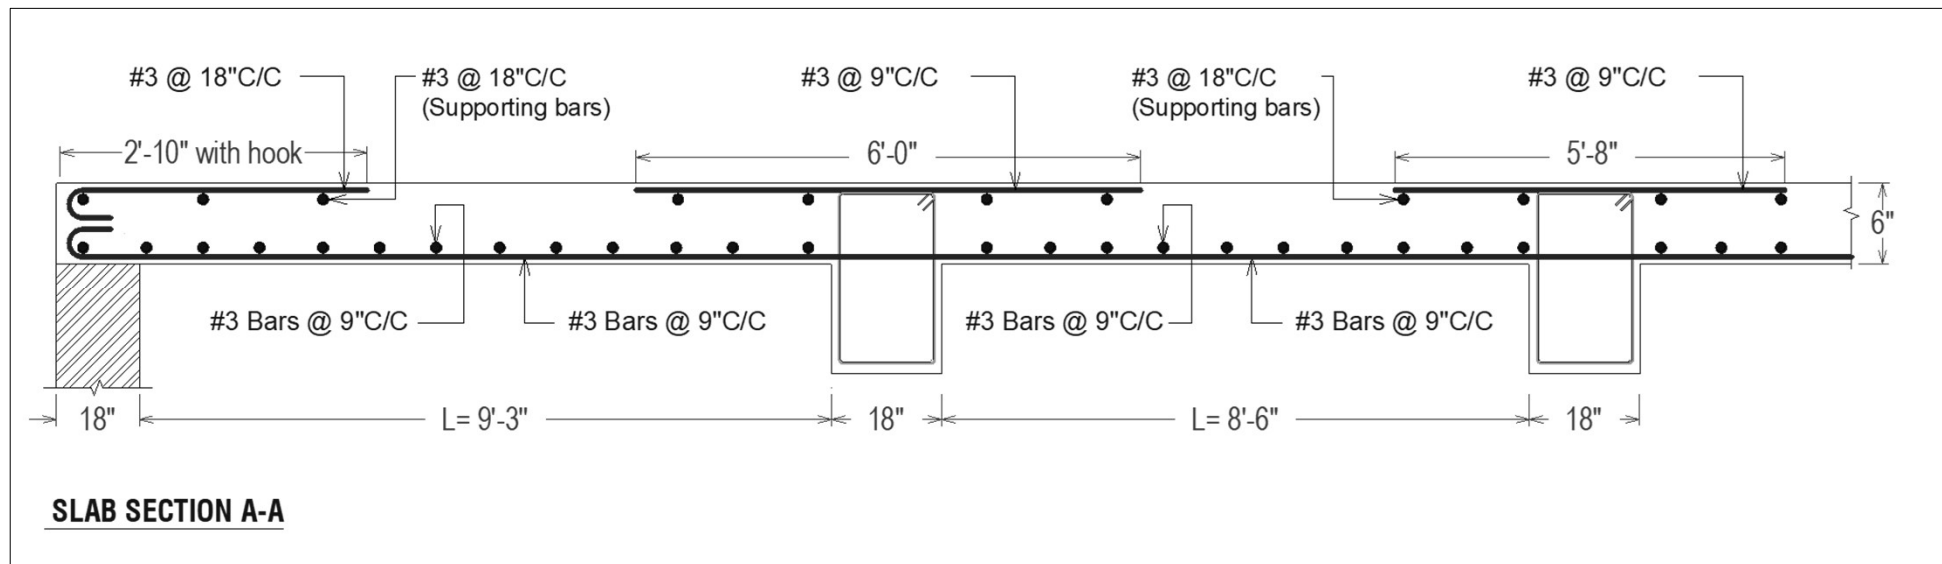 #3 @ 18"C/C
#3 @ 18"C/C
(Supporting bars)
#3 @ 9"C/C
#3 @ 18"C/C
(Supporting bars)
#3 @ 9"C/C
2'-10" with hook
6'-0"
5'-8"
6"
#3 Bars @ 9"C/C
#3 Bars @ 9"C/C
#3 Bars @ 9"C/C
#3 Bars @ 9"C/C
18"
L= 9'-3"
18"
L= 8'-6"
18"
SLAB SECTION A-A